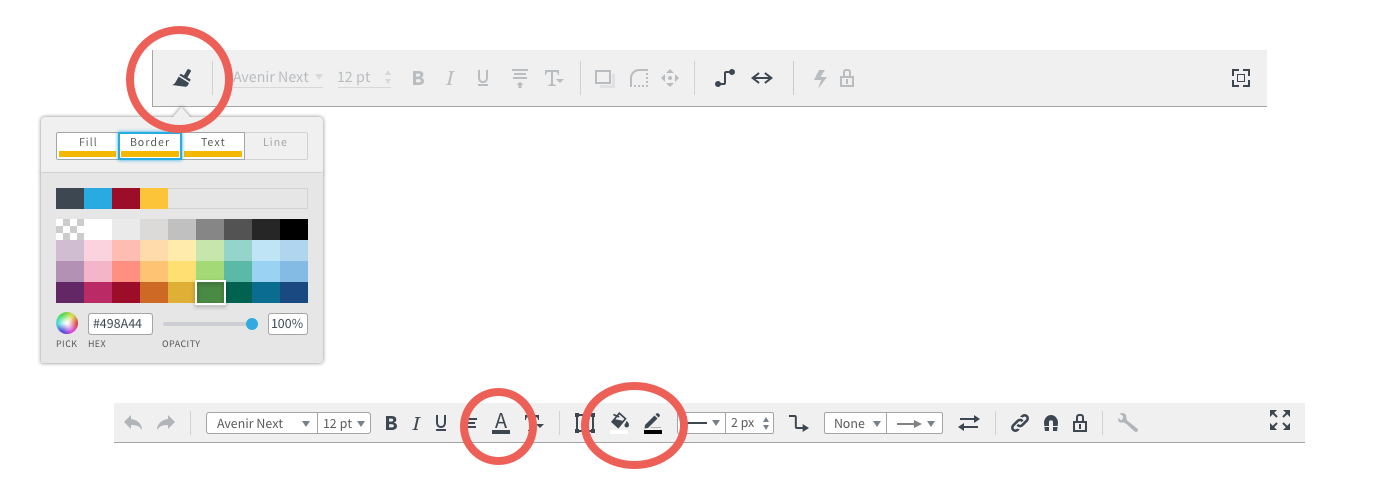 Avenir Next 12 pt B I U T
Fill Border Text Line
#498A44 100%
PICK HEX OPACITY
Avenir Next 12 pt B I U A T 2 px None